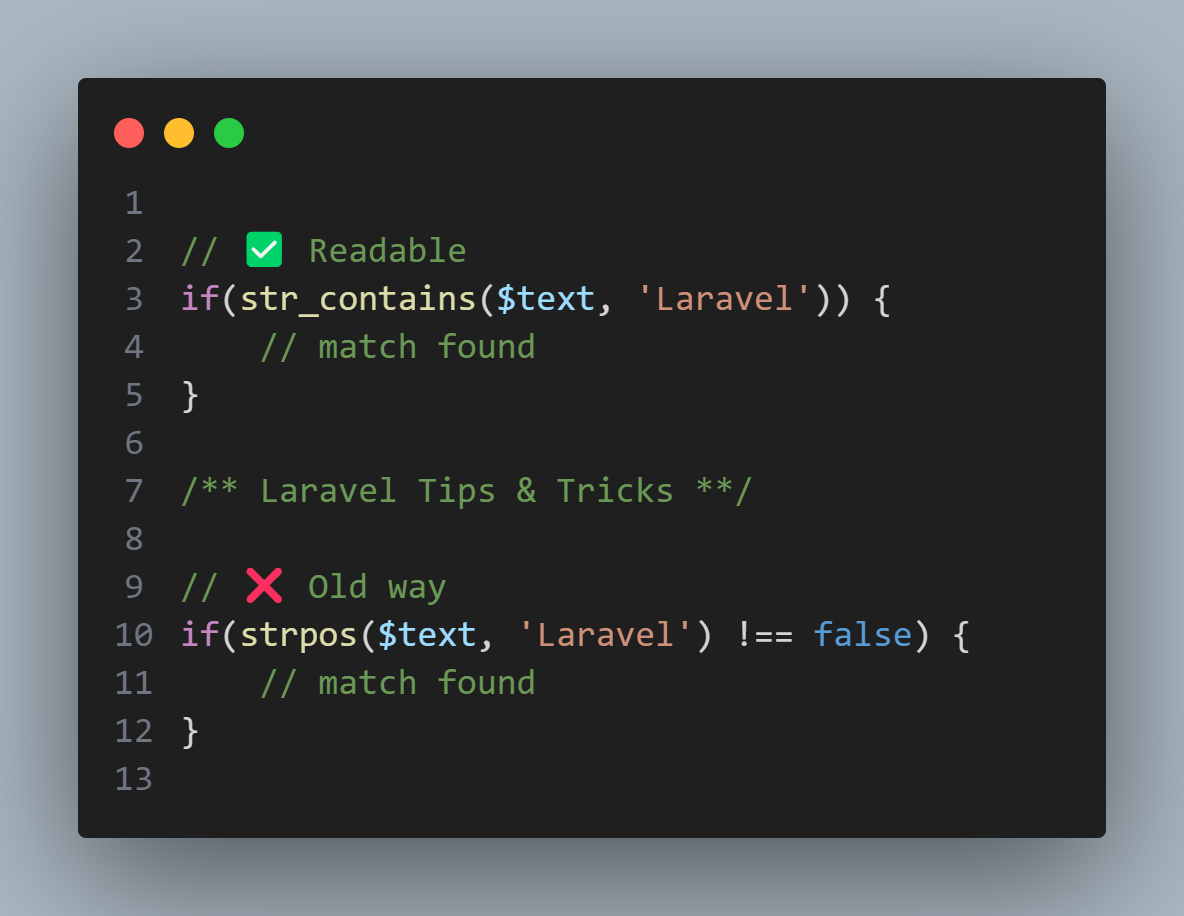 1
2 // ✅ Readable
3 if(str_contains($text, 'Laravel')) {
4     // match found
5 }
6
7 /** Laravel Tips & Tricks **/
8
9 // ❌ Old way
10 if(strpos($text, 'Laravel') !== false) {
11     // match found
12 }
13